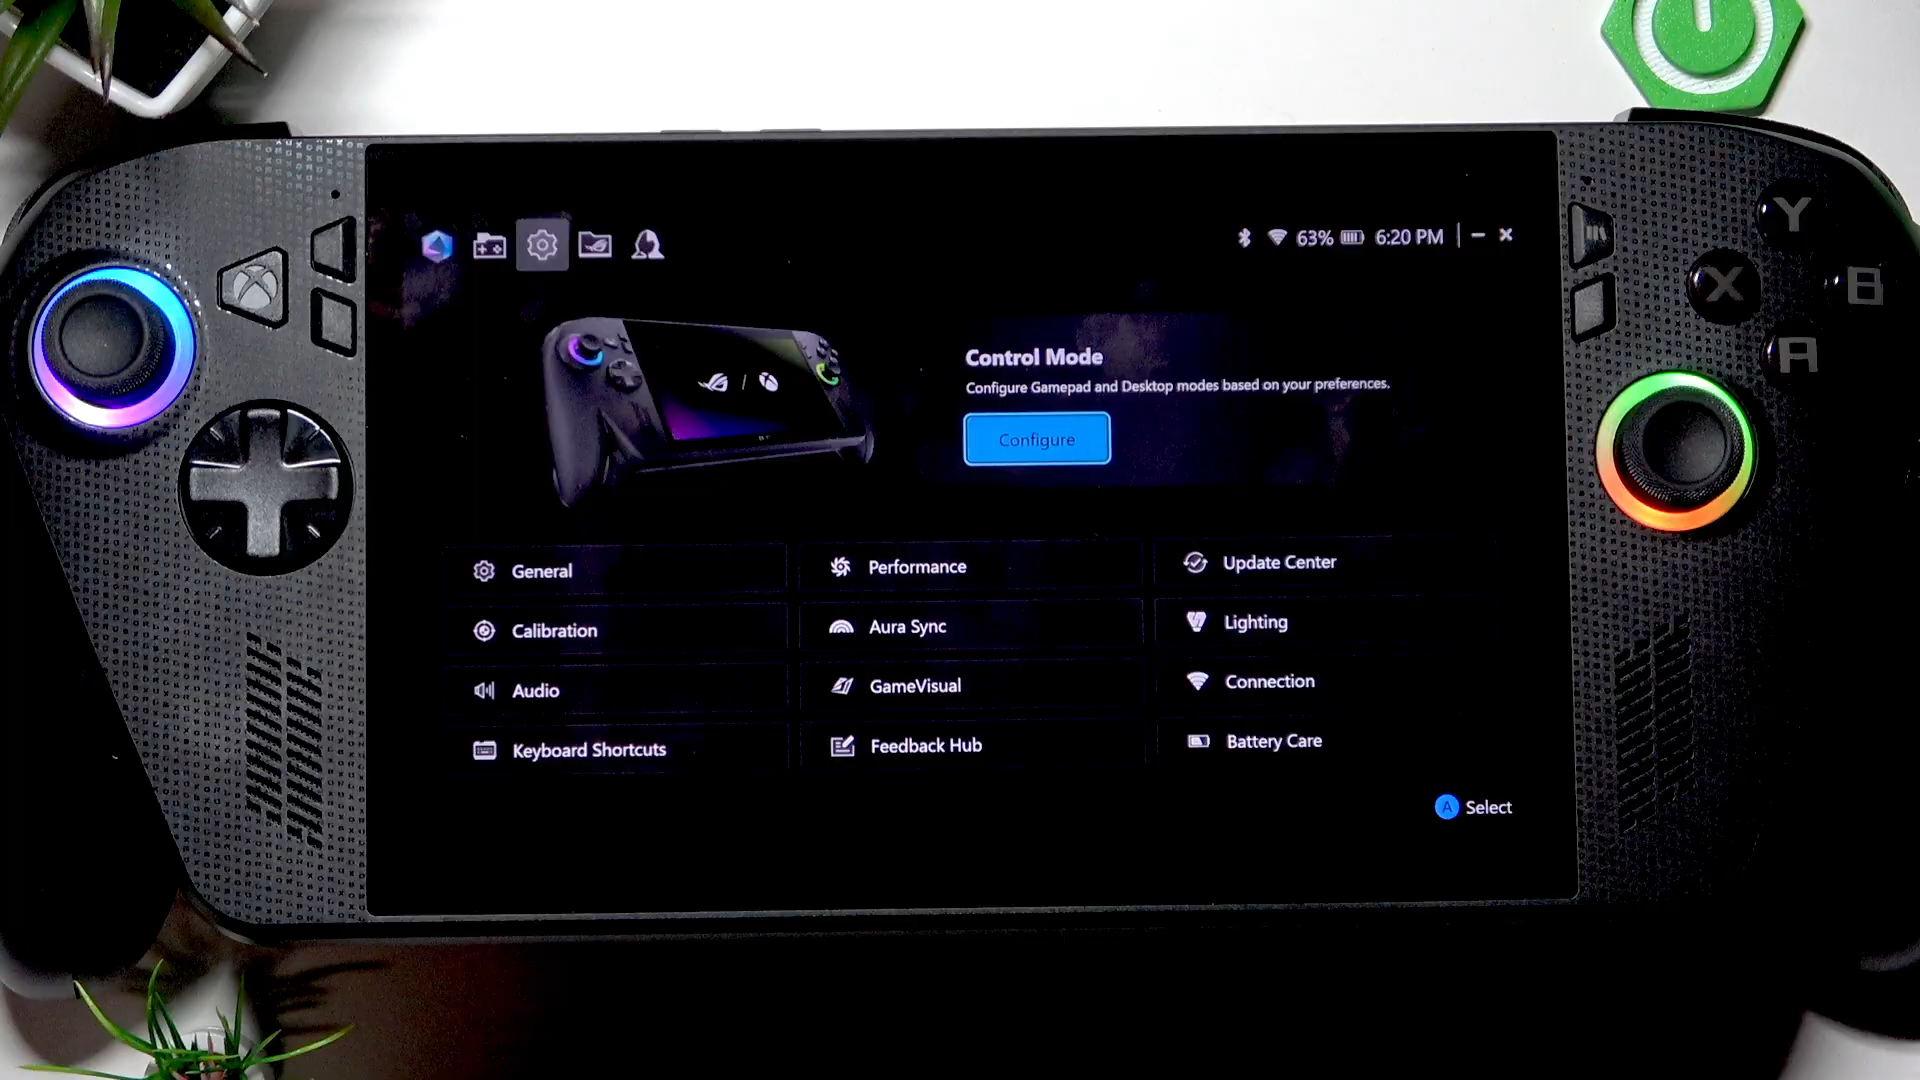 63% 6:20 PM
Control Mode
Configure Gamepad and Desktop modes based on your preferences.
Configure
General
Performance
Update Center
Calibration
Aura Sync
Lighting
Audio
GameVisual
Connection
Keyboard Shortcuts
Feedback Hub
Battery Care
A Select
Y
X
B
A